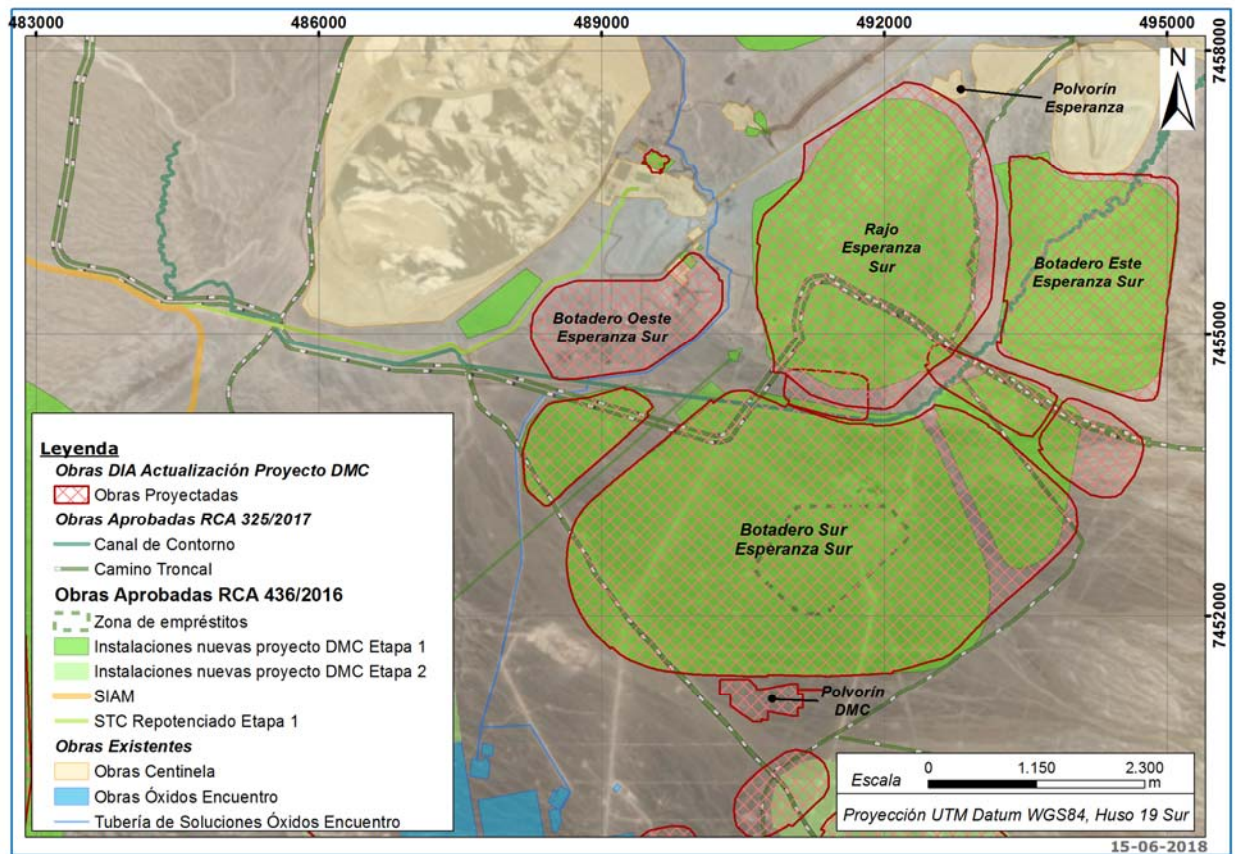 483000 486000 489000 492000 495000
7458000
N
Polvorín
Esperanza
Rajo
Esperanza
Sur
Botadero Este
Esperanza Sur
Botadero Oeste
Esperanza Sur
7455000
Botadero Sur
Esperanza Sur
7452000
Polvorín
DMC
Leyenda
Obras DIA Actualización Proyecto DMC
Obras Proyectadas
Obras Aprobadas RCA 325/2017
Canal de Contorno
Camino Troncal
Obras Aprobadas RCA 436/2016
Zona de empréstitos
Instalaciones nuevas proyecto DMC Etapa 1
Instalaciones nuevas proyecto DMC Etapa 2
SIAM
STC Repotenciado Etapa 1
Obras Existentes
Obras Centinela
Obras Óxidos Encuentro
Tubería de Soluciones Óxidos Encuentro
Escala 0 1.150 2.300
m
Proyección UTM Datum WGS84, Huso 19 Sur
15-06-2018